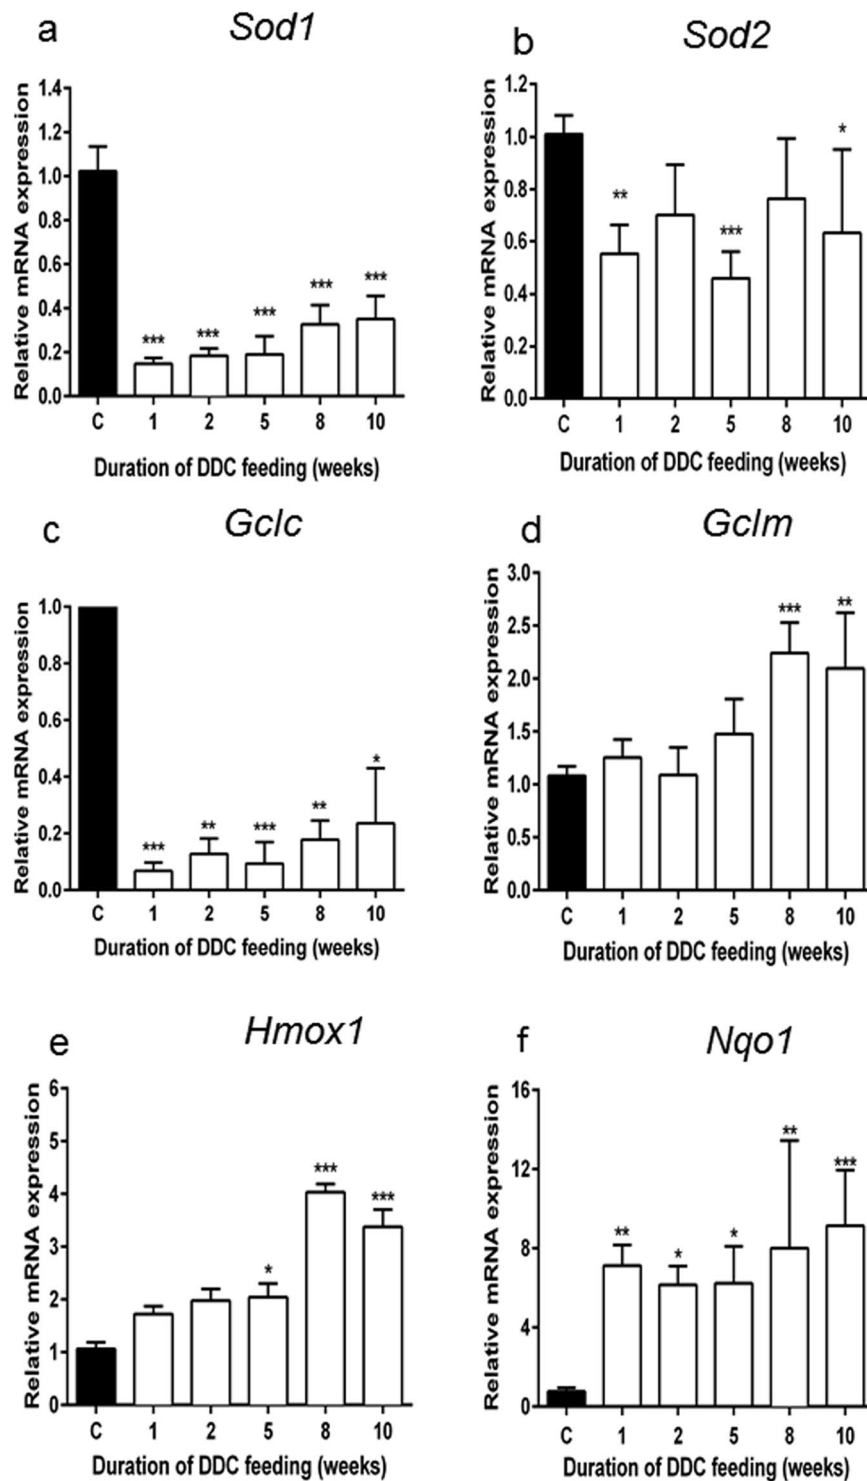 a
Sod1
Relative mRNA expression
1.4
1.2
1.0
0.8
0.6
0.4
0.2
0.0
*** *** *** *** ***
C 1 2 5 8 10
Duration of DDC feeding (weeks)
b
Sod2
Relative mRNA expression
1.2
1.0
0.8
0.6
0.4
0.2
0.0
** *** *
C 1 2 5 8 10
Duration of DDC feeding (weeks)
c
Gclc
Relative mRNA expression
1.0
0.8
0.6
0.4
0.2
0.0
*** ** *** ** *
C 1 2 5 8 10
Duration of DDC feeding (weeks)
d
Gclm
Relative mRNA expression
3.0
2.5
2.0
1.5
1.0
0.5
0.0
*** **
C 1 2 5 8 10
Duration of DDC feeding (weeks)
e
Hmox1
Relative mRNA expression
6
5
4
3
2
1
0
* *** ***
C 1 2 5 8 10
Duration of DDC feeding (weeks)
f
Nqo1
Relative mRNA expression
16
12
8
4
0
** * * ** ***
C 1 2 5 8 10
Duration of DDC feeding (weeks)